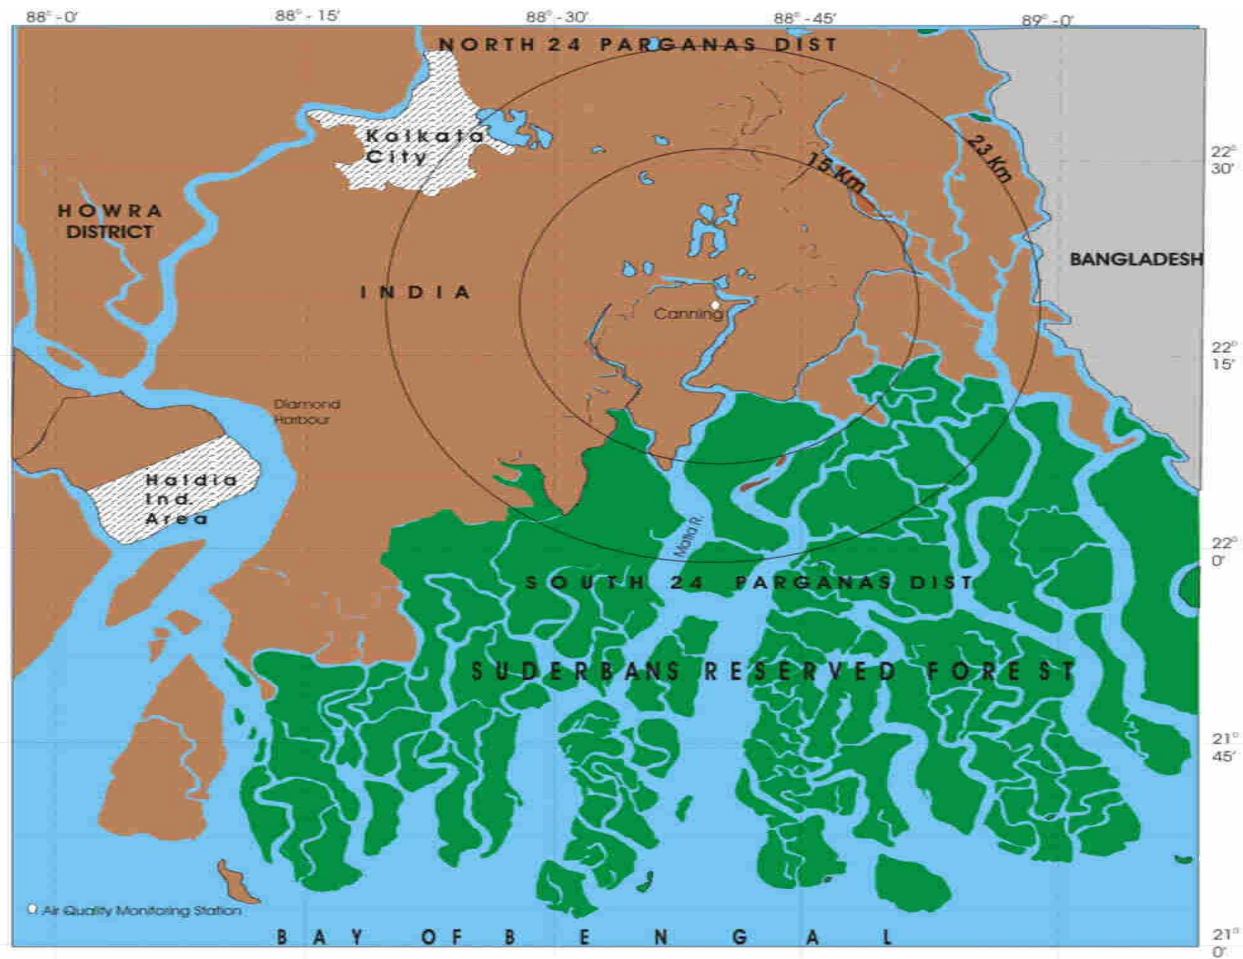 88° - 0' 88° - 15' 88° - 30' 88° - 45' 89° - 0'
NORTH 24 PARGANAS DIST
Kolkata
City
23 Km
15 Km
22°
30'
HOWRA
DISTRICT
BANGLADESH
INDIA
Canning
22°
15'
Diamond
Harbour
Haldia
Ind.
Area
Matla R.
22°
0'
SOUTH 24 PARGANAS DIST
SUDERBANS RESERVED FOREST
21°
45'
Air Quality Monitoring Station
BAY OF BENGAL
21°
0'